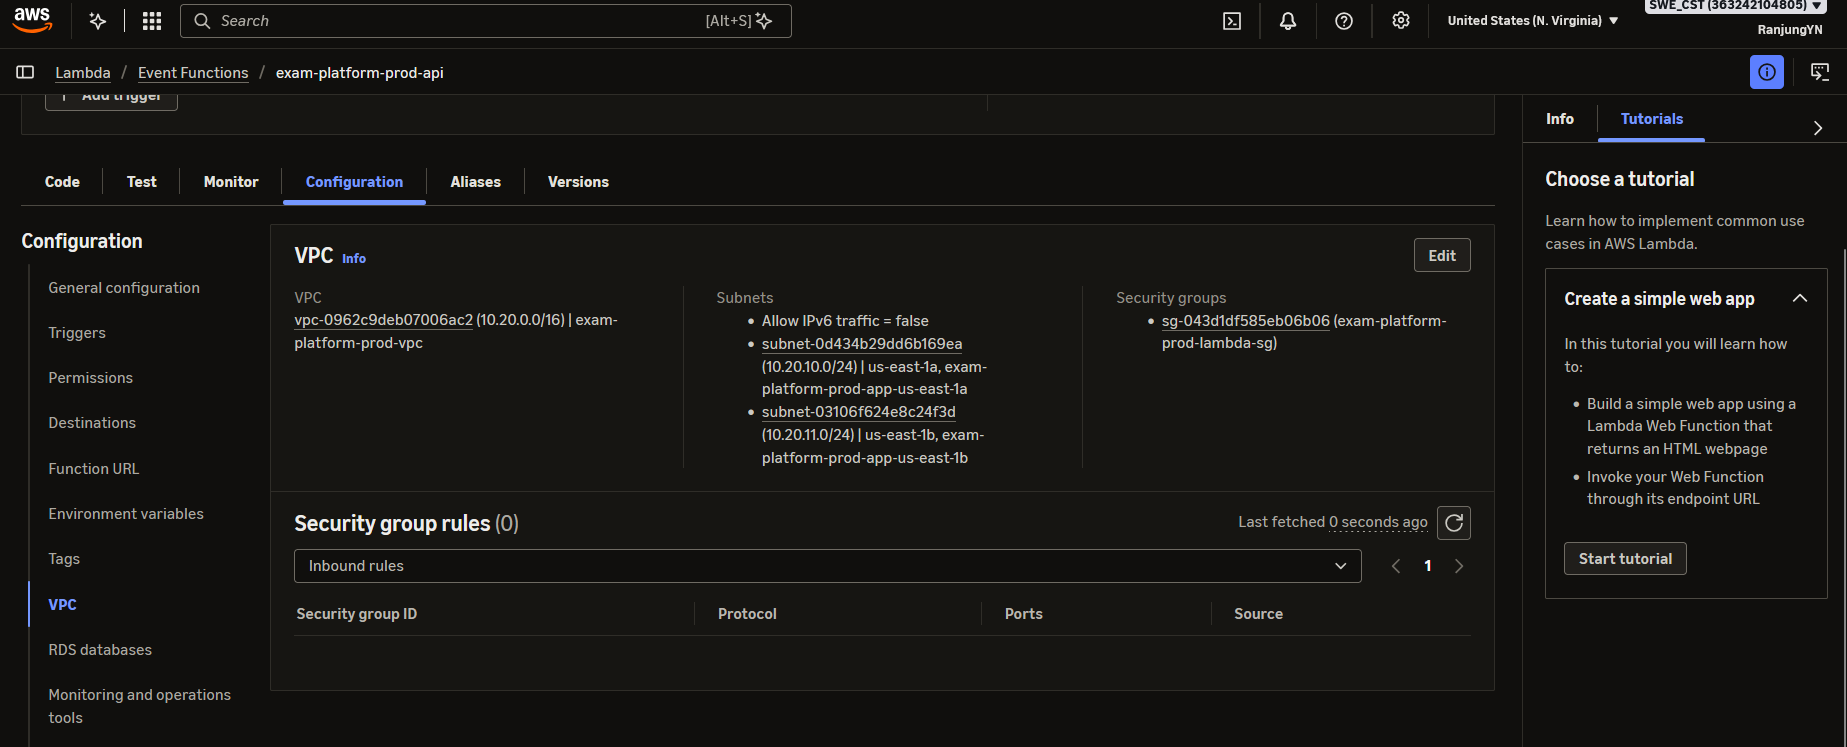 aws
Search
[Alt+S]
United States (N. Virginia)
SWE_CST (363242104805)
RanjungYN
Lambda / Event Functions / exam-platform-prod-api
Add trigger
Code
Test
Monitor
Configuration
Aliases
Versions
Configuration
General configuration
Triggers
Permissions
Destinations
Function URL
Environment variables
Tags
VPC
RDS databases
Monitoring and operations
tools
VPC Info
Edit
VPC
vpc-0962c9deb07006ac2 (10.20.0.0/16) | exam-
platform-prod-vpc
Subnets
• Allow IPv6 traffic = false
• subnet-0d434b29dd6b169ea
(10.20.10.0/24) | us-east-1a, exam-
platform-prod-app-us-east-1a
• subnet-03106f624e8c24f3d
(10.20.11.0/24) | us-east-1b, exam-
platform-prod-app-us-east-1b
Security groups
• sg-043d1df585eb06b06 (exam-platform-
prod-lambda-sg)
Security group rules (0)
Last fetched 0 seconds ago
Inbound rules
1
Security group ID
Protocol
Ports
Source
Info
Tutorials
Choose a tutorial
Learn how to implement common use
cases in AWS Lambda.
Create a simple web app
In this tutorial you will learn how
to:
• Build a simple web app using a
Lambda Web Function that
returns an HTML webpage
• Invoke your Web Function
through its endpoint URL
Start tutorial